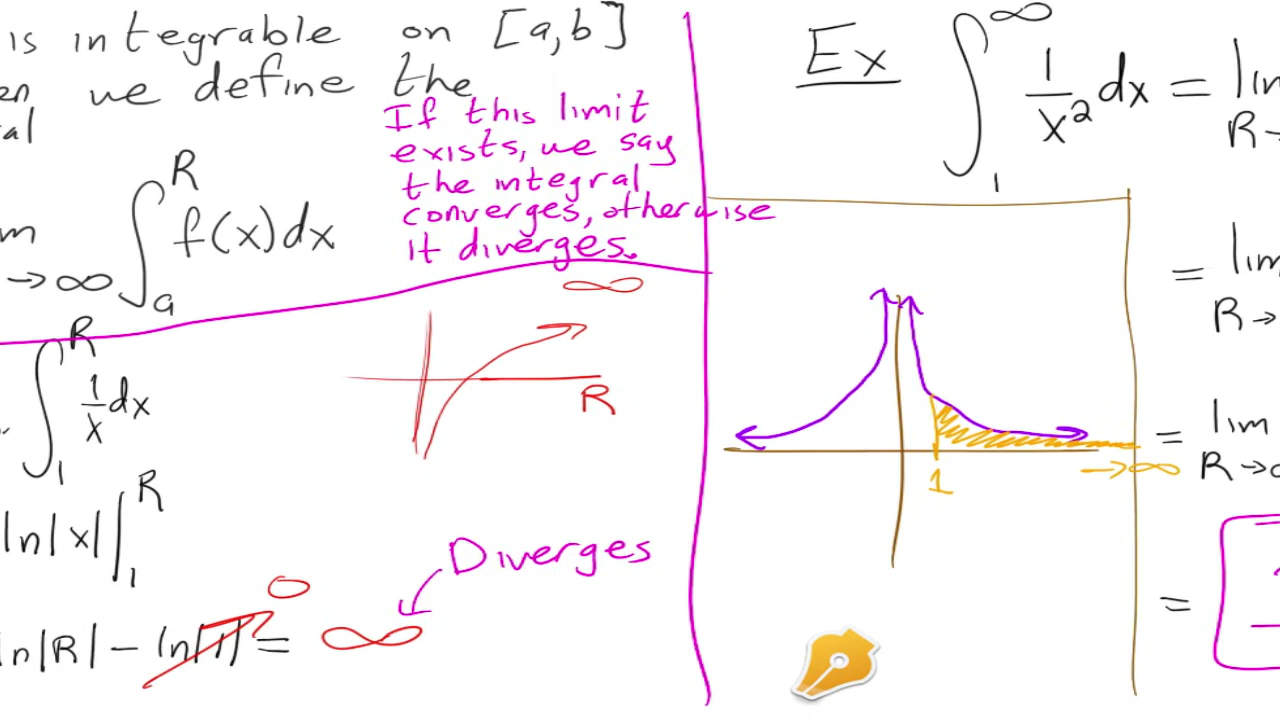 is integrable on [a,b]
en we define the
al
If this limit
exists, we say
the integral
converges, otherwise
it diverges.
m →∞ ∫_a^R f(x)dx
∞
R
∫_1^R 1/x dx
ln|x| |_1^R
Diverges
ln|R| - ln|1| = ∞
0
Ex ∫_1^∞ 1/x² dx = lim
R→
= lim
R→
1
→∞
= lim
R→∞
=